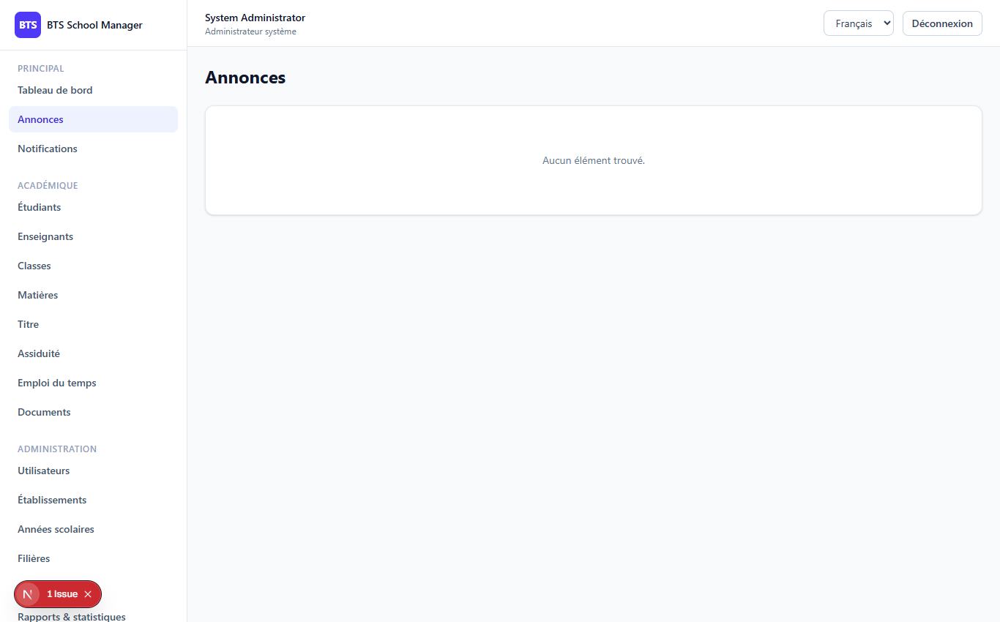 BTS BTS School Manager
PRINCIPAL
Tableau de bord
Annonces
Notifications
ACADÉMIQUE
Étudiants
Enseignants
Classes
Matières
Titre
Assiduité
Emploi du temps
Documents
ADMINISTRATION
Utilisateurs
Établissements
Années scolaires
Filières
N 1 Issue
Rapports & statistiques
System Administrator
Administrateur système
Français
Déconnexion
Annonces
Aucun élément trouvé.